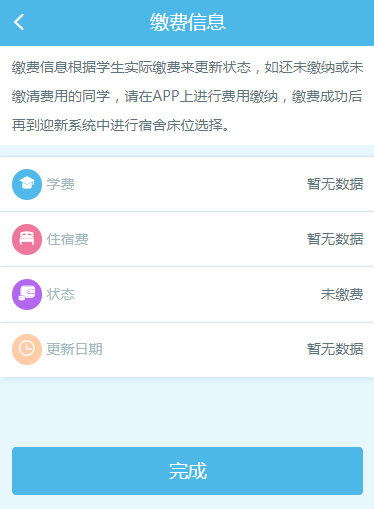 缴费信息
缴费信息根据学生实际缴费来更新状态，如还未缴纳或未
缴清费用的同学，请在APP上进行费用缴纳，缴费成功后
再到迎新系统中进行宿舍床位选择。
学费 暂无数据
住宿费 暂无数据
状态 未缴费
更新日期 暂无数据
完成